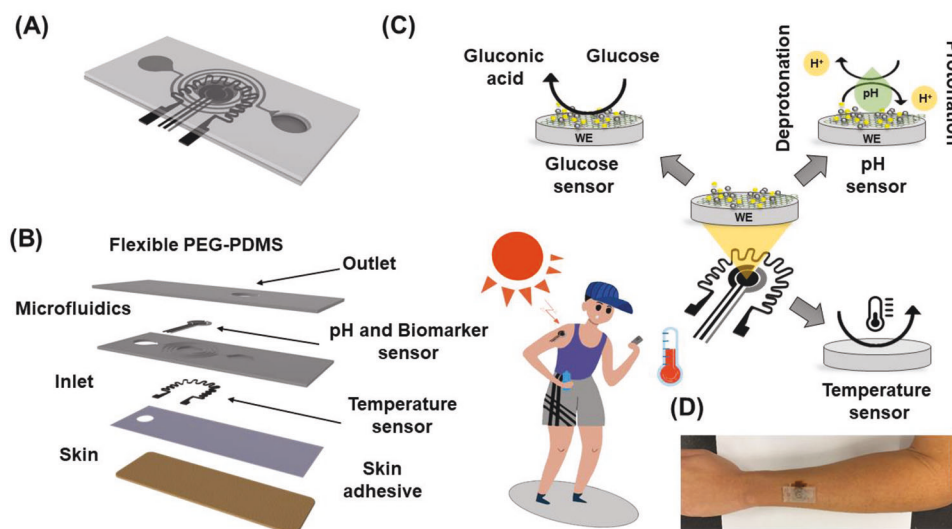 (A)
(B)
Flexible PEG-PDMS
Outlet
Microfluidics
pH and Biomarker
sensor
Inlet
Temperature
sensor
Skin
Skin
adhesive
(C)
Gluconic
acid
Glucose
WE
Glucose
sensor
Deprotonation
H+
pH
H+
WE
pH
sensor
WE
Temperature
sensor
(D)